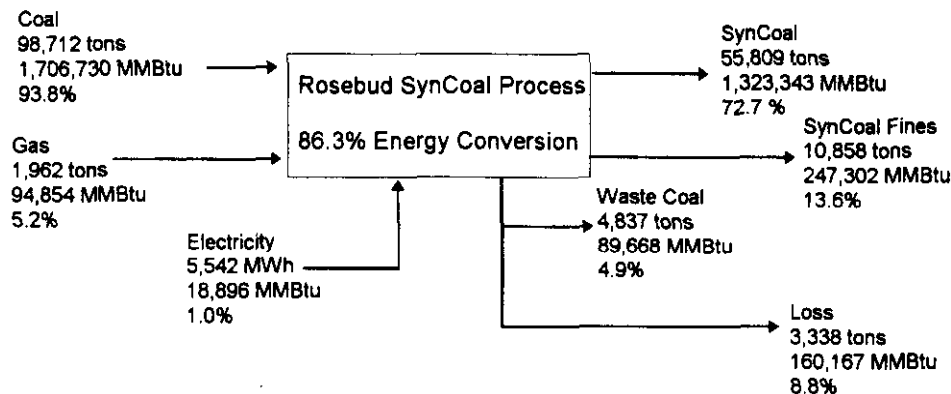 Coal
98,712 tons
1,706,730 MMBtu
93.8%
Gas
1,962 tons
94,854 MMBtu
5.2%
Electricity
5,542 MWh
18,896 MMBtu
1.0%
Rosebud SynCoal Process
86.3% Energy Conversion
SynCoal
55,809 tons
1,323,343 MMBtu
72.7 %
SynCoal Fines
10,858 tons
247,302 MMBtu
13.6%
Waste Coal
4,837 tons
89,668 MMBtu
4.9%
Loss
3,338 tons
160,167 MMBtu
8.8%